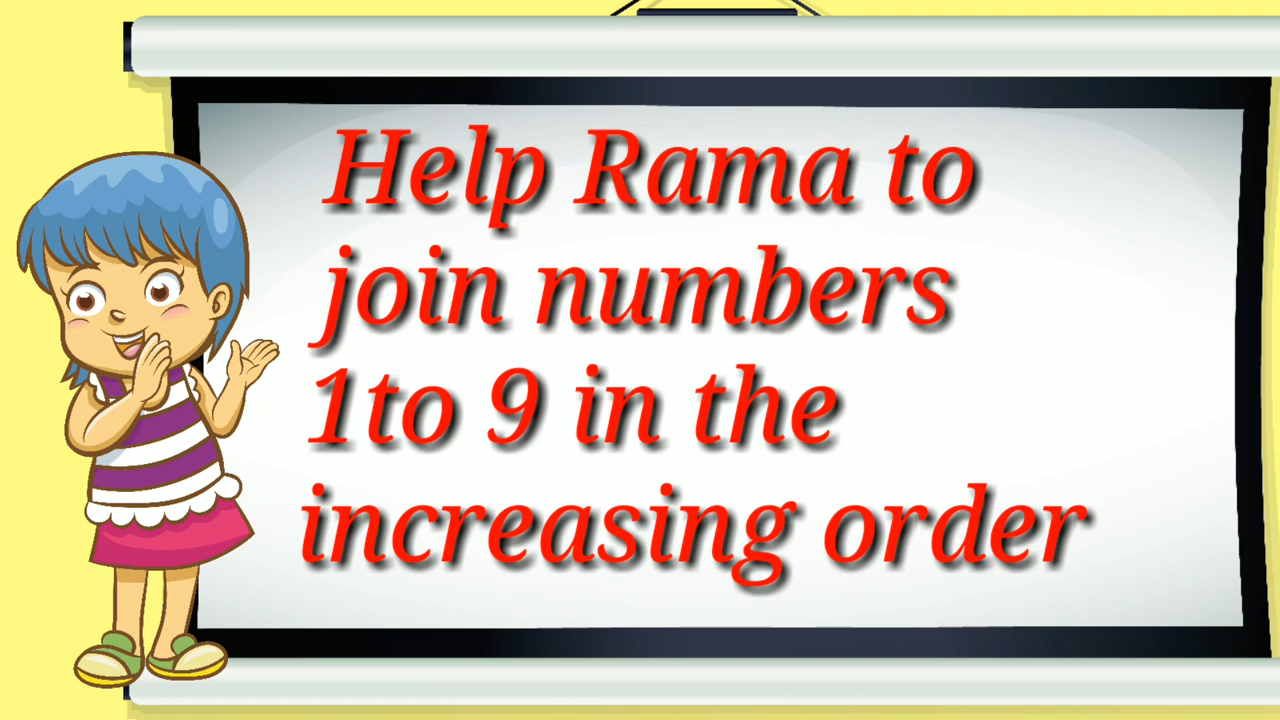 Help Rama to
join numbers
1to 9 in the
increasing order